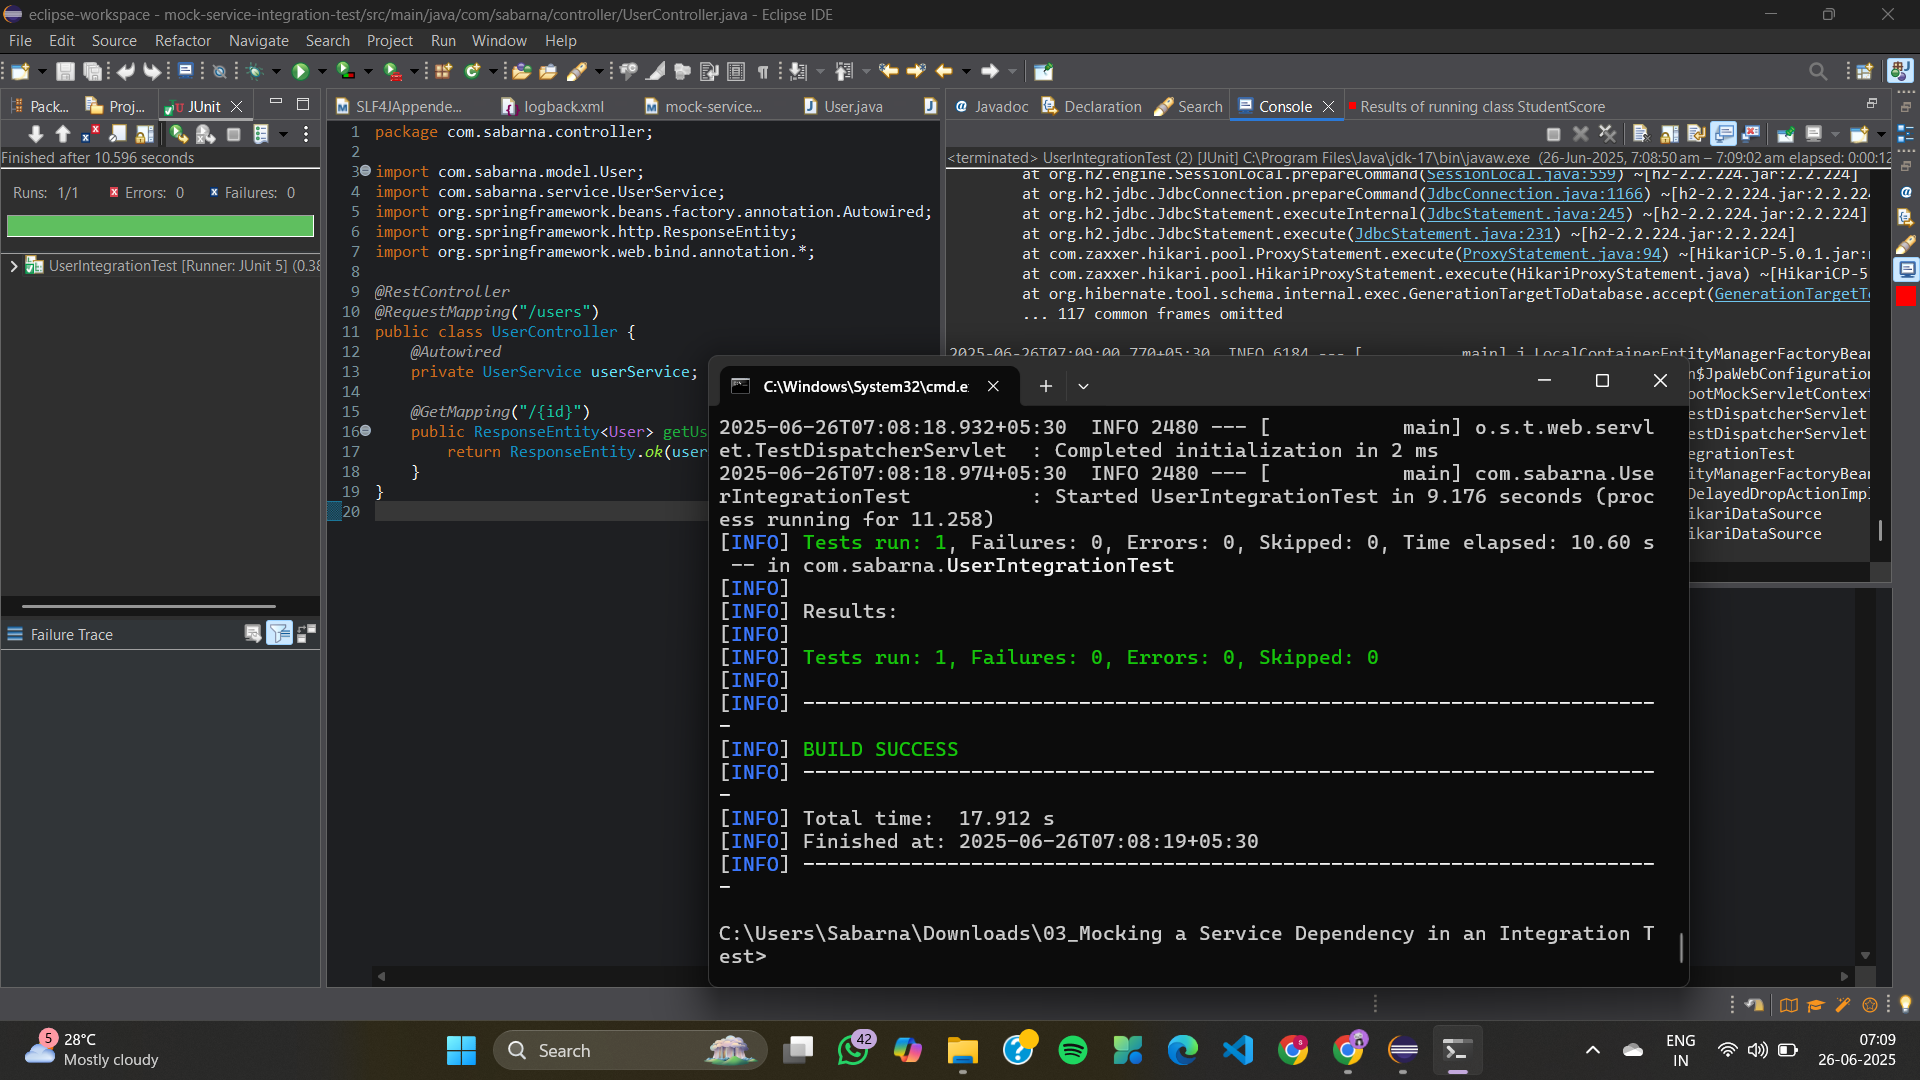 eclipse-workspace - mock-service-integration-test/src/main/java/com/sabarna/controller/UserController.java - Eclipse IDE
File Edit Source Refactor Navigate Search Project Run Window Help
Pack... Proj... JUnit
Finished after 10.596 seconds
Runs: 1/1 Errors: 0 Failures: 0
UserIntegrationTest [Runner: JUnit 5] (0.38
Failure Trace
SLF4JAppende... logback.xml mock-service... User.java
1 package com.sabarna.controller;
2
3 import com.sabarna.model.User;
4 import com.sabarna.service.UserService;
5 import org.springframework.beans.factory.annotation.Autowired;
6 import org.springframework.http.ResponseEntity;
7 import org.springframework.web.bind.annotation.*;
8
9 @RestController
10 @RequestMapping("/users")
11 public class UserController {
12 @Autowired
13 private UserService userService;
14
15 @GetMapping("/{id}")
16 public ResponseEntity<User> getUs
17 return ResponseEntity.ok(user
18 }
19 }
20
Javadoc Declaration Search Console Results of running class StudentScore
<terminated> UserIntegrationTest (2) [JUnit] C:\Program Files\Java\jdk-17\bin\javaw.exe (26-Jun-2025, 7:08:50 am – 7:09:02 am elapsed: 0:00:12
at org.h2.engine.SessionLocal.prepareCommand(SessionLocal.java:559) ~[h2-2.2.224.jar:2.2.224]
at org.h2.jdbc.JdbcConnection.prepareCommand(JdbcConnection.java:1166) ~[h2-2.2.224.jar:2.2.224
at org.h2.jdbc.JdbcStatement.executeInternal(JdbcStatement.java:245) ~[h2-2.2.224.jar:2.2.224]
at org.h2.jdbc.JdbcStatement.execute(JdbcStatement.java:231) ~[h2-2.2.224.jar:2.2.224]
at com.zaxxer.hikari.pool.ProxyStatement.execute(ProxyStatement.java:94) ~[HikariCP-5.0.1.jar:
at com.zaxxer.hikari.pool.HikariProxyStatement.execute(HikariProxyStatement.java) ~[HikariCP-5
at org.hibernate.tool.schema.internal.exec.GenerationTargetToDatabase.accept(GenerationTargetT
... 117 common frames omitted
2025-06-26T07:09:00.770+05:30 INFO 6184 --- [ main] j.LocalContainerEntityManagerFactoryBea
n$JpaWebConfiguration
ootMockServletContext
estDispatcherServlet
estDispatcherServlet
egrationTest
ityManagerFactoryBea
DelayedDropActionImp
ikariDataSource
ikariDataSource
C:\Windows\System32\cmd.e
2025-06-26T07:08:18.932+05:30 INFO 2480 --- [ main] o.s.t.web.servl
et.TestDispatcherServlet : Completed initialization in 2 ms
2025-06-26T07:08:18.974+05:30 INFO 2480 --- [ main] com.sabarna.Use
rIntegrationTest : Started UserIntegrationTest in 9.176 seconds (proc
ess running for 11.258)
[INFO] Tests run: 1, Failures: 0, Errors: 0, Skipped: 0, Time elapsed: 10.60 s
-- in com.sabarna.UserIntegrationTest
[INFO]
[INFO] Results:
[INFO]
[INFO] Tests run: 1, Failures: 0, Errors: 0, Skipped: 0
[INFO]
[INFO] -----------------------------------------------------------------------
-
[INFO] BUILD SUCCESS
[INFO] -----------------------------------------------------------------------
-
[INFO] Total time: 17.912 s
[INFO] Finished at: 2025-06-26T07:08:19+05:30
[INFO] -----------------------------------------------------------------------
-
C:\Users\Sabarna\Downloads\03_Mocking a Service Dependency in an Integration T
est>
5 28°C
Mostly cloudy
Search
42
ENG
IN
07:09
26-06-2025